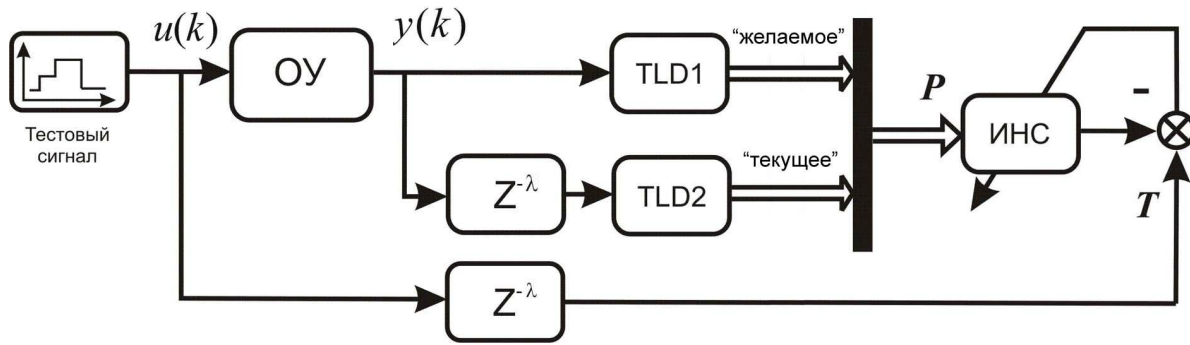 u(k)
ОУ
y(k)
"желаемое"
TLD1
P
ИНС
-
Тестовый
сигнал
"текущее"
Z^-λ
TLD2
T
Z^-λ